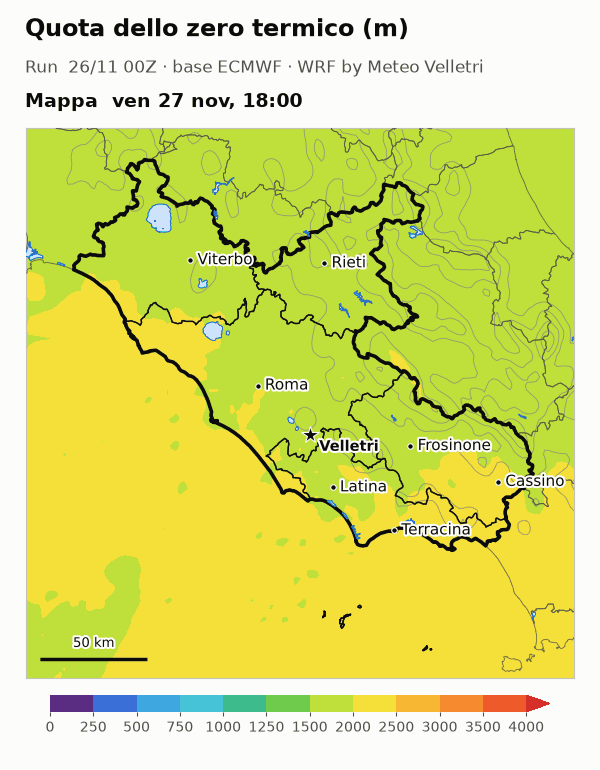 Quota dello zero termico (m)
Run  26/11 00Z · base ECMWF · WRF by Meteo Velletri
Mappa  ven 27 nov, 18:00
Viterbo
Rieti
Roma
Velletri
Frosinone
Cassino
Latina
Terracina
50 km
0 250 500 750 1000 1250 1500 2000 2500 3000 3500 4000